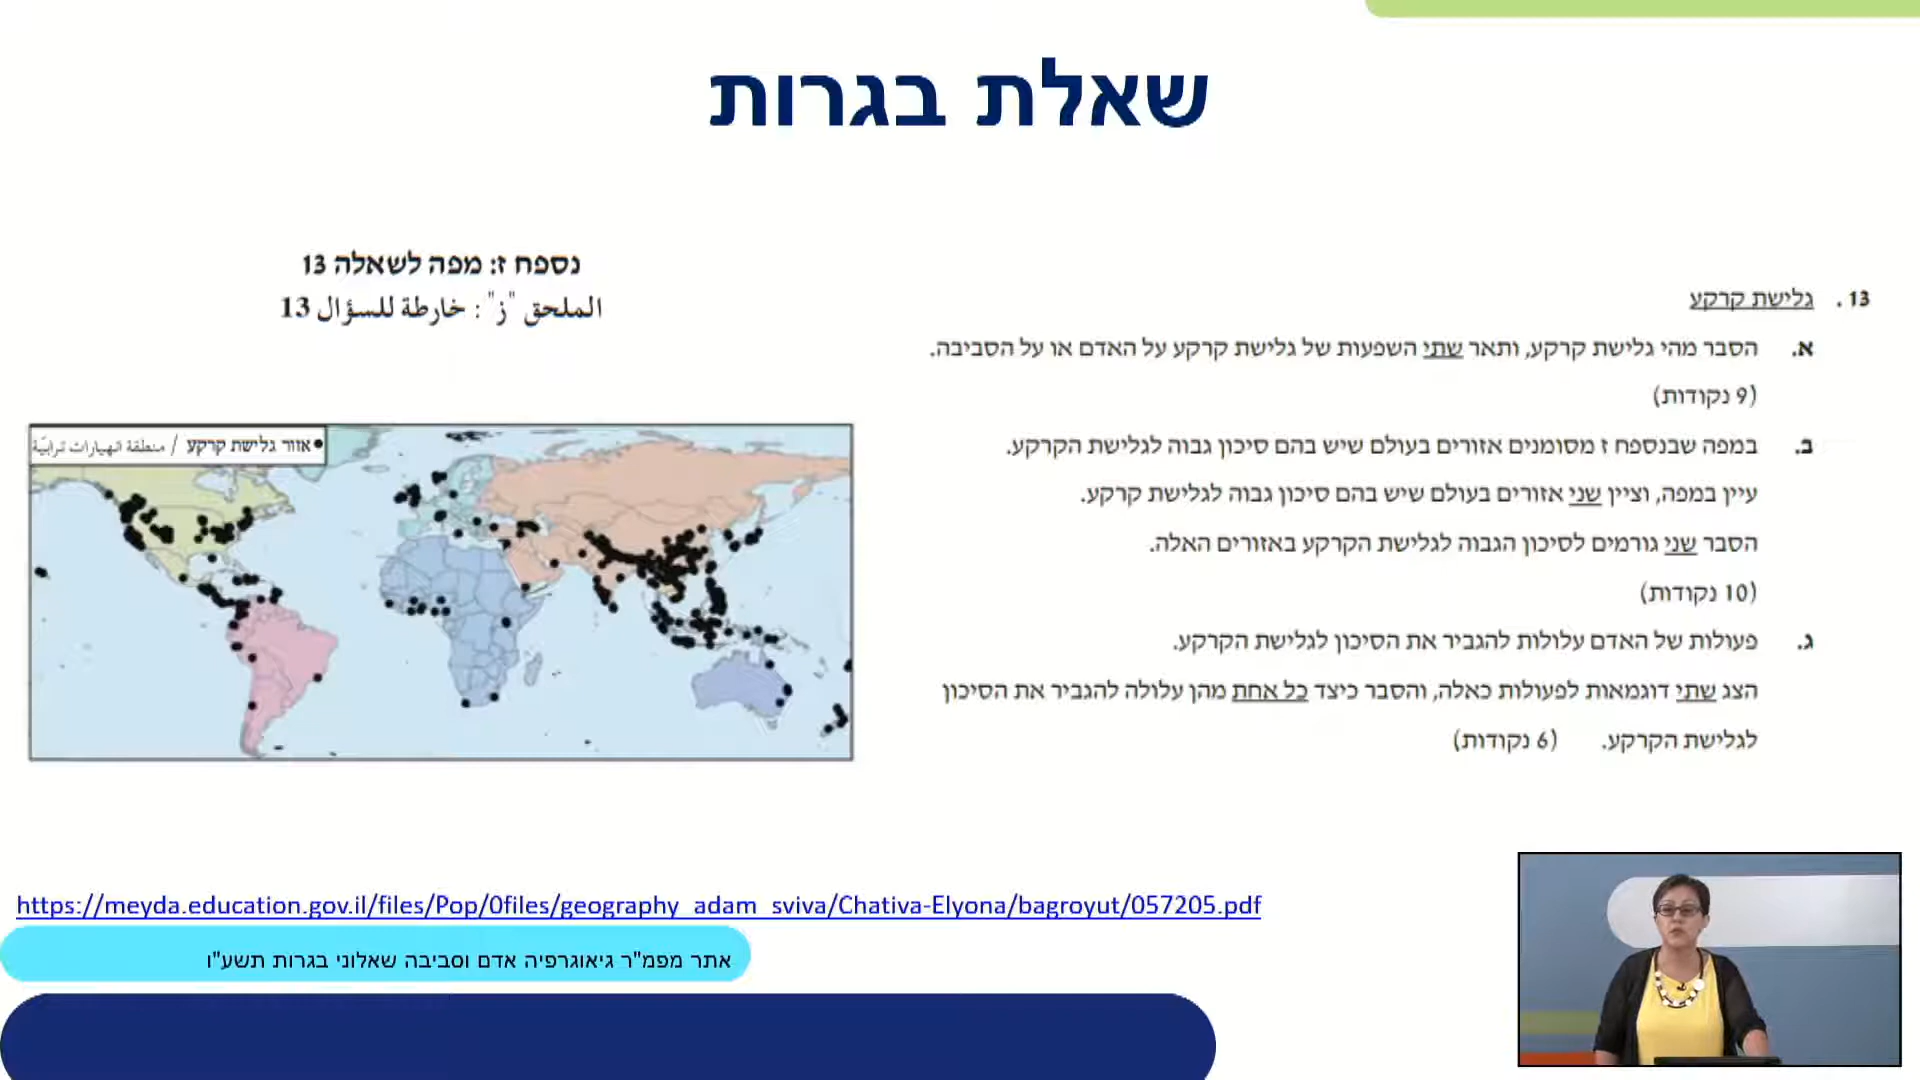 שאלת בגרות
נספח ז: מפה לשאלה 13
الملحق "ز" : خارطة للسؤال 13
• אזור גלישת קרקע / منطقة انهيارات ترابيّة
13. גלישת קרקע
א. הסבר מהי גלישת קרקע, ותאר שתי השפעות של גלישת קרקע על האדם או על הסביבה.
(9 נקודות)
ב. במפה שבנספח ז מסומנים אזורים בעולם שיש בהם סיכון גבוה לגלישת הקרקע.
עיין במפה, וציין שני אזורים בעולם שיש בהם סיכון גבוה לגלישת קרקע.
הסבר שני גורמים לסיכון הגבוה לגלישת הקרקע באזורים האלה.
(10 נקודות)
ג. פעולות של האדם עלולות להגביר את הסיכון לגלישת הקרקע.
הצג שתי דוגמאות לפעולות כאלה, והסבר כיצד כל אחת מהן עלולה להגביר את הסיכון
לגלישת הקרקע. (6 נקודות)
https://meyda.education.gov.il/files/Pop/0files/geography_adam_sviva/Chativa-Elyona/bagroyut/057205.pdf
אתר מפמ"ר גיאוגרפיה אדם וסביבה שאלוני בגרות תשע"ו